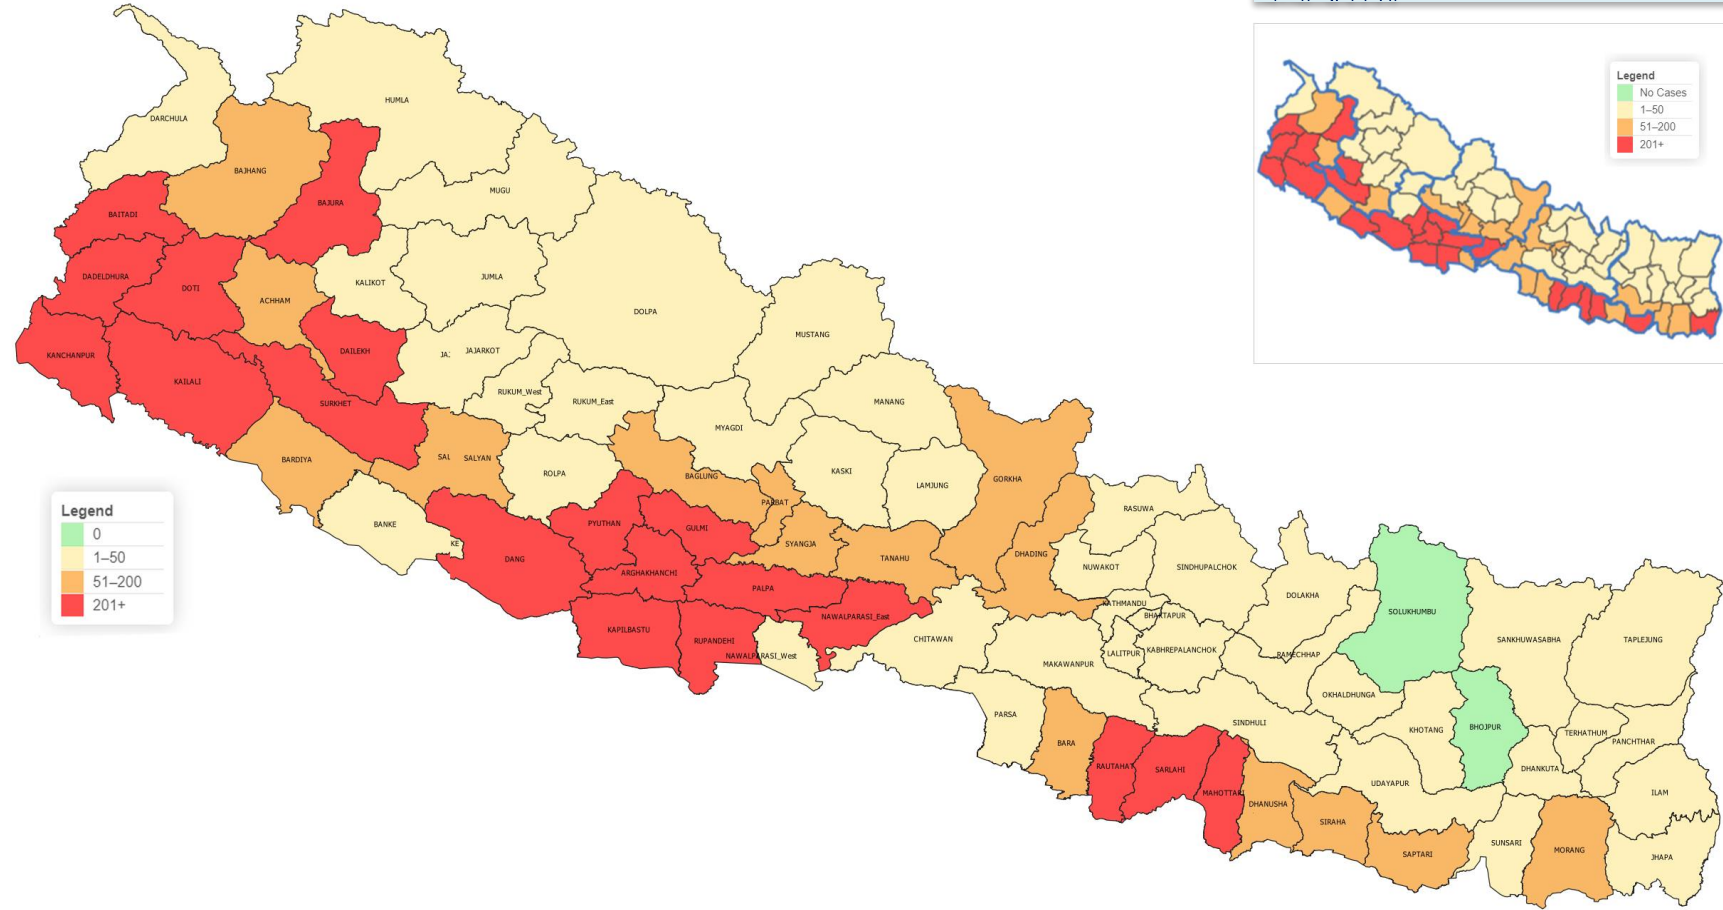 Legend
No Cases
1–50
51–200
201+
HUMLA
DARCHULA
BAJHANG
MUGU
BAJURA
BAITADI
DADELDHURA
JUMLA
KALIKOT
DOTI
ACHHAM
DOLPA
MUSTANG
JAJARKOT
DAILEKH
KANCHANPUR
KAILALI
RUKUM_West
RUKUM_East
MANANG
SURKHET
MYAGDI
SAL
SALYAN
BARDIYA
ROLPA
KASKI
BAGLUNG
GORKHA
LAMJUNG
PARBAT
RASUWA
Legend
0
1–50
51–200
201+
BANKE
PYUTHAN
GULMI
KE
SYANGJA
DHADING
DANG
TANAHU
NUWAKOT
SINDHUPALCHOK
ARGHAKHANCHI
PALPA
DOLAKHA
KATHMANDU
SOLUKHUMBU
BHAKTAPUR
NAWALPARASI_East
KAPILBASTU
RUPANDEHI
CHITAWAN
SANKHUWASABHA
TAPLEJUNG
NAWALPARASI_West
LALITPUR
KABHREPALANCHOK
RAMECHHAP
MAKAWANPUR
OKHALDHUNGA
PARSA
SINDHULI
KHOTANG
BHOJPUR
TERHATHUM
PANCHTHAR
BARA
RAUTAHAT
SARLAHI
DHANKUTA
UDAYAPUR
MAHOTTARI
ILAM
DHANUSHA
SIRAHA
SUNSARI
MORANG
SAPTARI
JHAPA